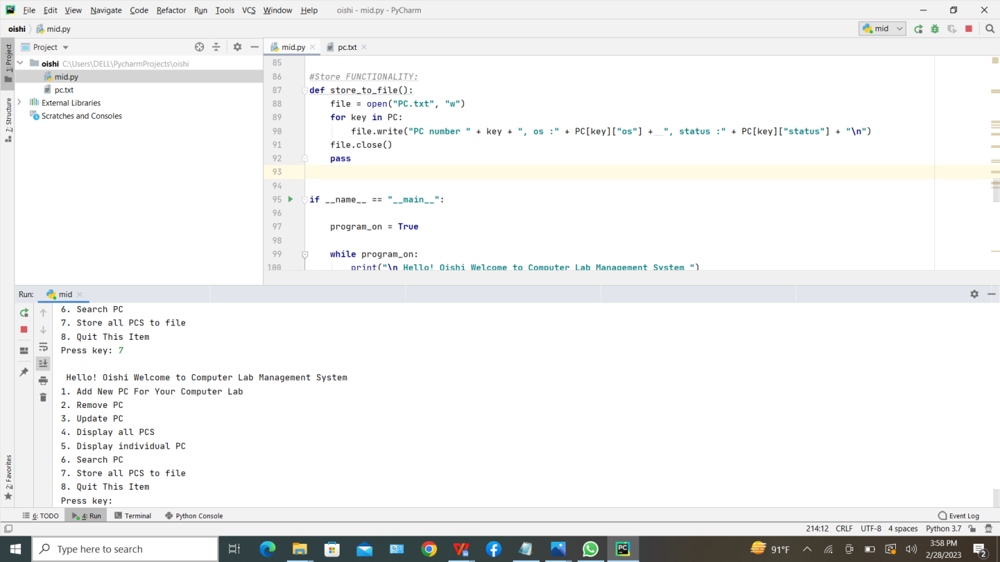 File Edit View Navigate Code Refactor Run Tools VCS Window Help oishi - mid.py - PyCharm
oishi mid.py mid
1: Project
Project
mid.py pc.txt
oishi C:\Users\DELL\PycharmProjects\oishi
mid.py
pc.txt
External Libraries
Scratches and Consoles
7: Structure
85
86 #Store FUNCTIONALITY:
87 def store_to_file():
88 file = open("PC.txt", "w")
89 for key in PC:
90 file.write("PC number " + key + ", os :" + PC[key]["os"] +  ", status :" + PC[key]["status"] + "\n")
91 file.close()
92 pass
93
94
95 if __name__ == "__main__":
96
97 program_on = True
98
99 while program_on:
100 print("\n Hello! Oishi Welcome to Computer Lab Management System ")
Run: mid
6. Search PC
7. Store all PCS to file
8. Quit This Item
Press key: 7
Hello! Oishi Welcome to Computer Lab Management System
1. Add New PC For Your Computer Lab
2. Remove PC
3. Update PC
4. Display all PCS
5. Display individual PC
6. Search PC
7. Store all PCS to file
8. Quit This Item
Press key:
2: Favorites
6: TODO 4: Run Terminal Python Console Event Log
214:12 CRLF UTF-8 4 spaces Python 3.7
Type here to search 91°F 3:58 PM
2/28/2023 2